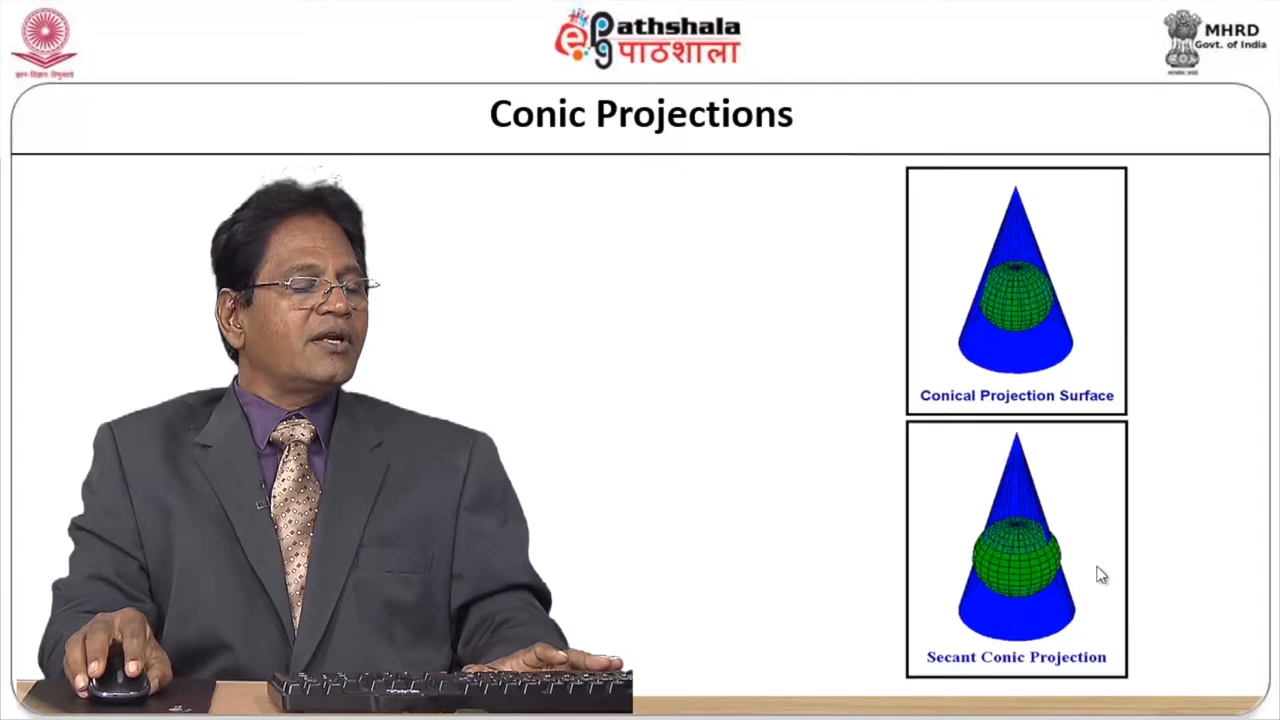 ePathshala
पाठशाला
MHRD
Govt. of India
Conic Projections
Conical Projection Surface
Secant Conic Projection